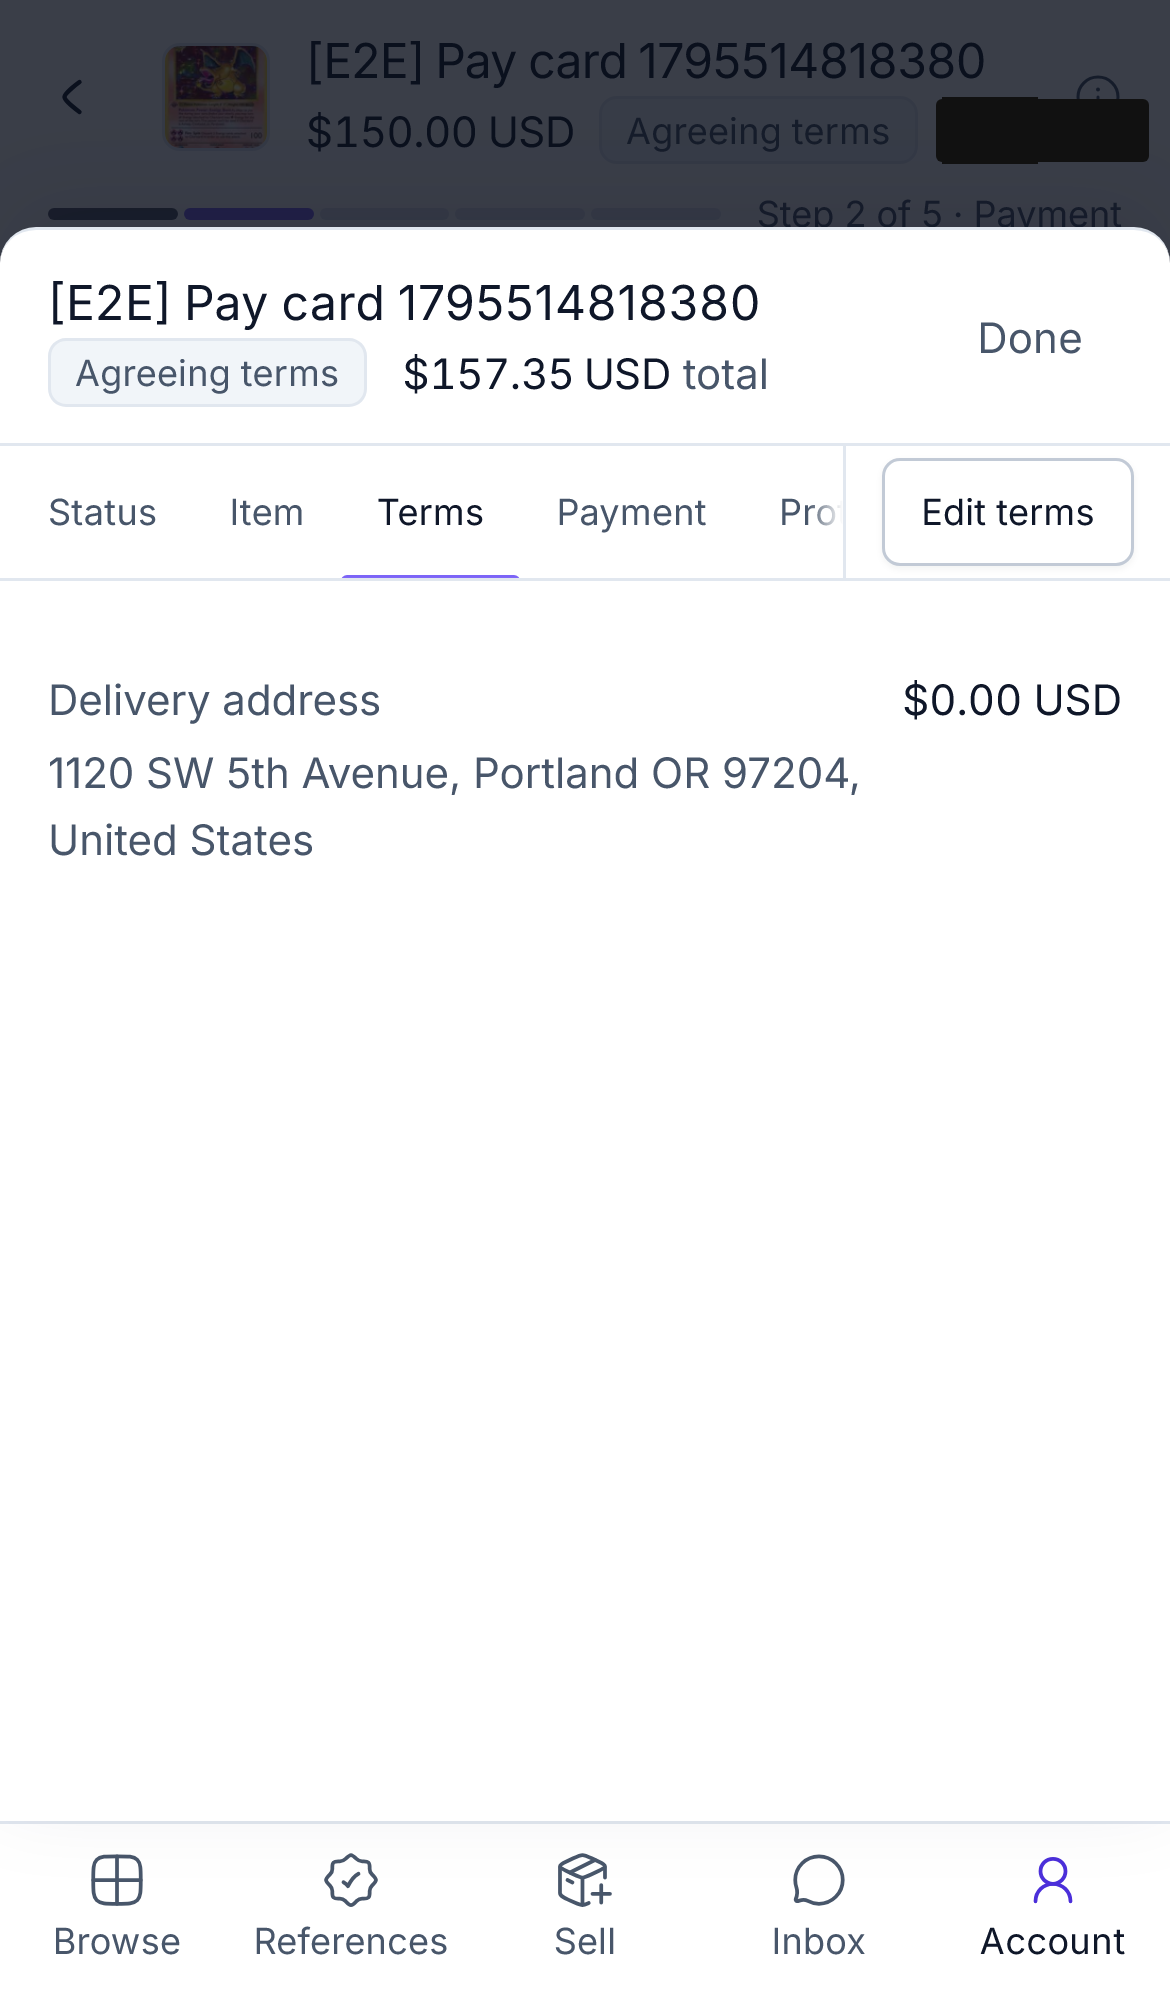 [E2E] Pay card 1795514818380
$150.00 USD
Agreeing terms
Step 2 of 5 · Payment
[E2E] Pay card 1795514818380
Agreeing terms
$157.35 USD total
Done
Status
Item
Terms
Payment
Edit terms
Delivery address
$0.00 USD
1120 SW 5th Avenue, Portland OR 97204,
United States
Browse
References
Sell
Inbox
Account